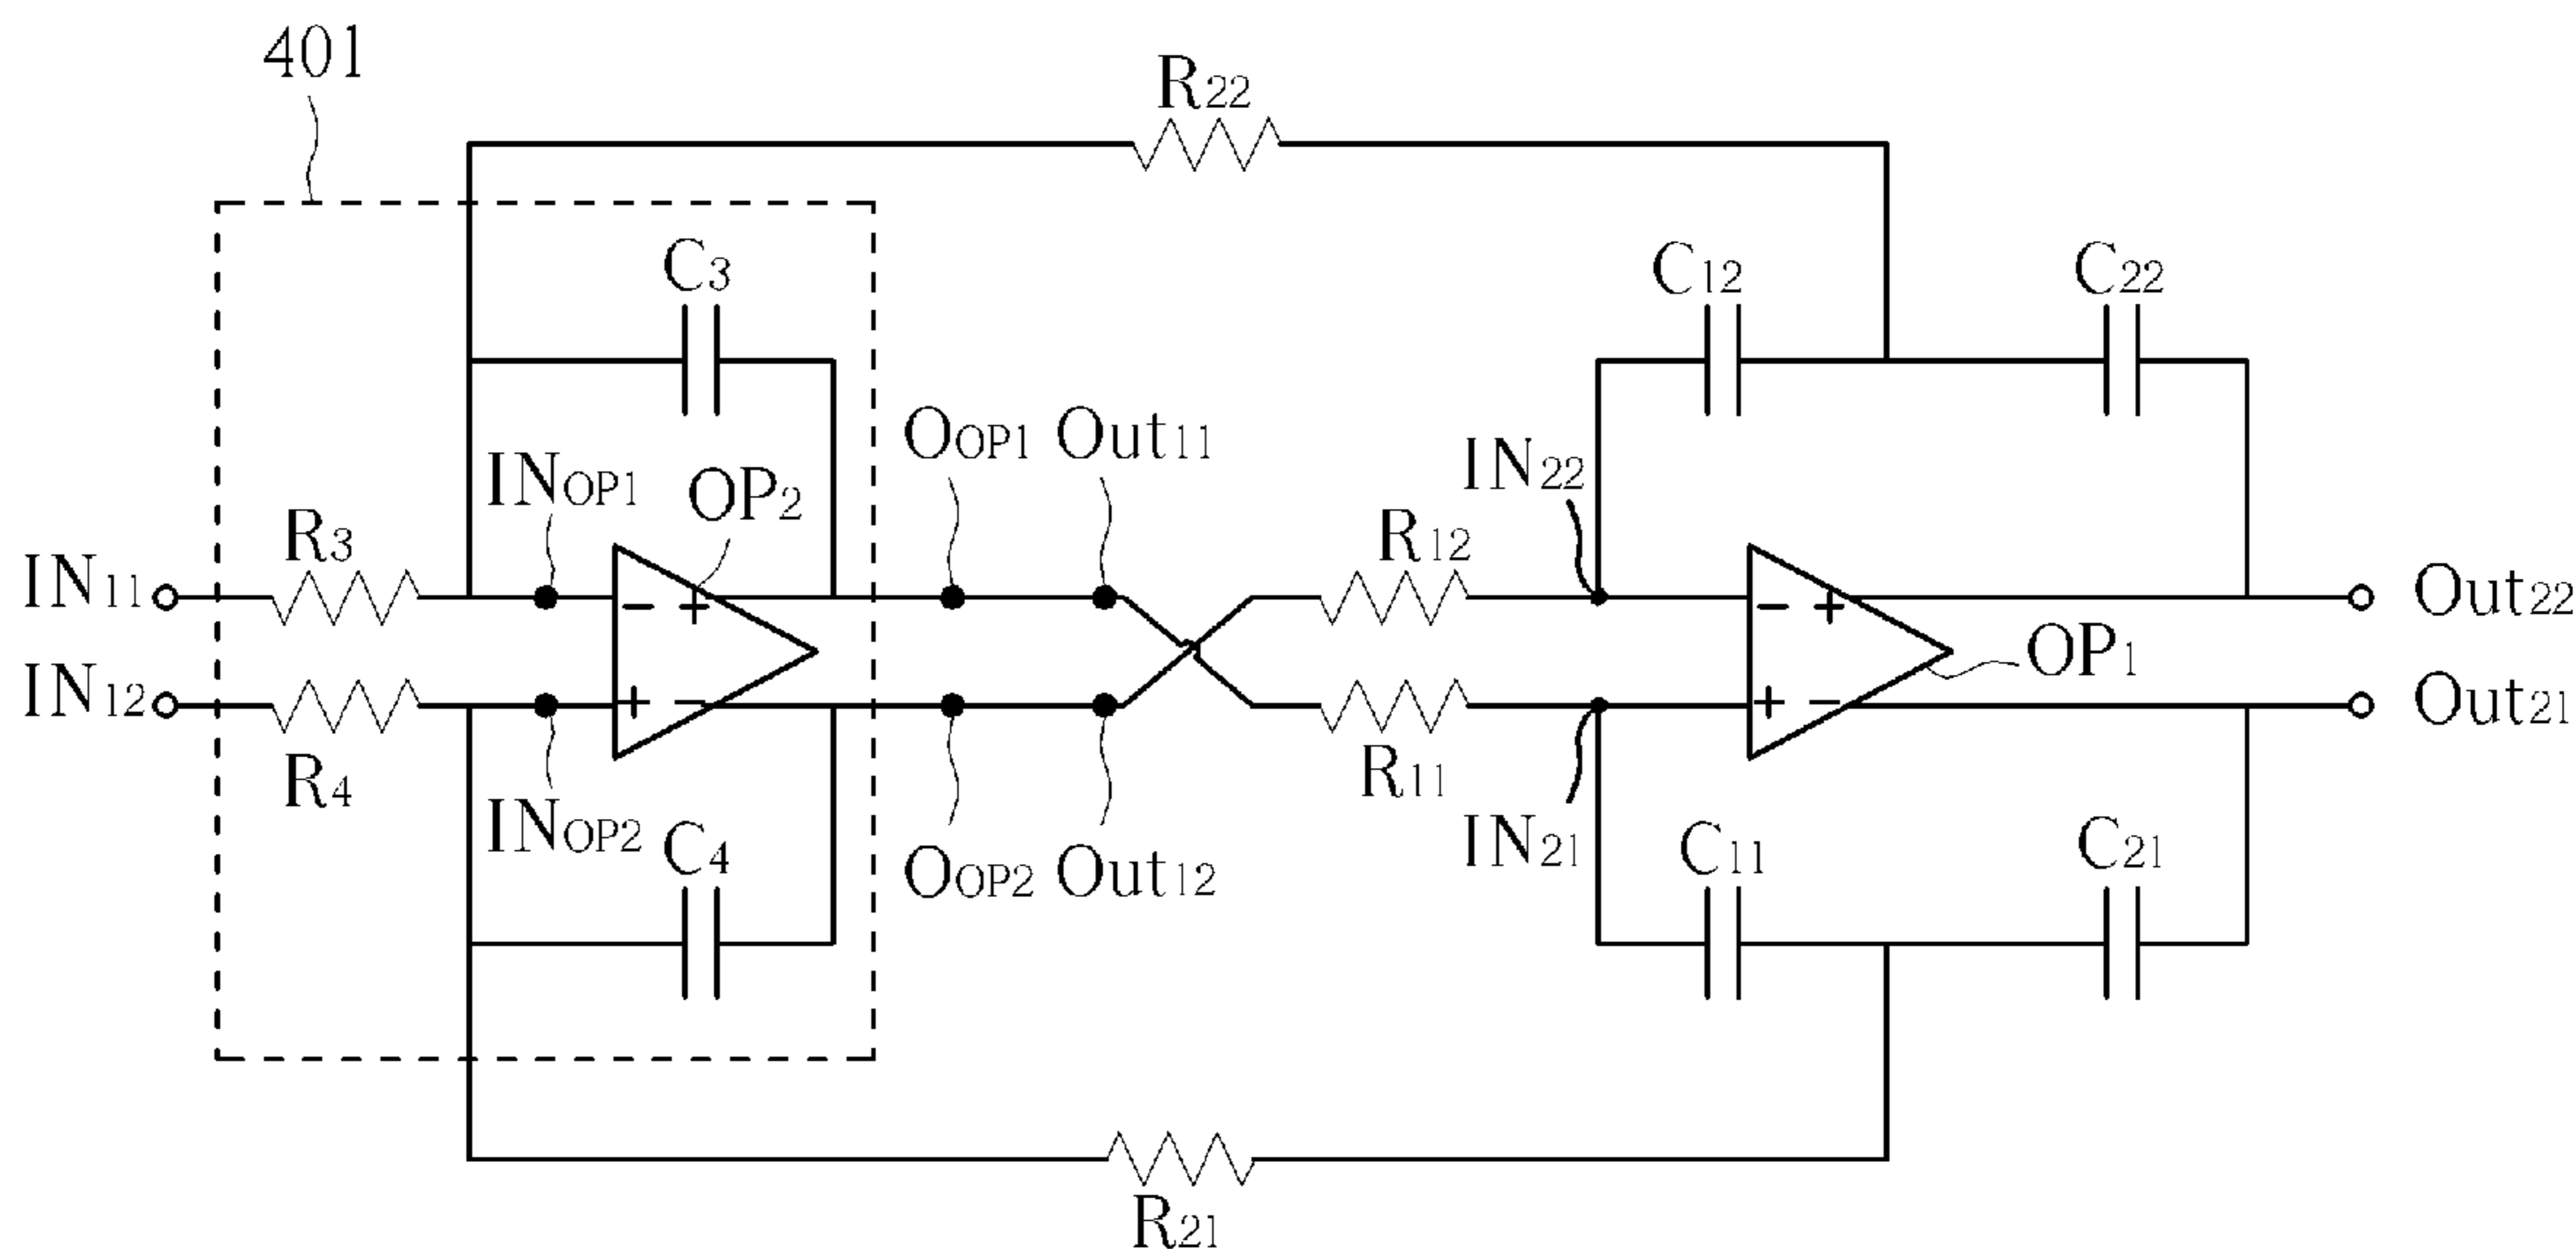 401
R22
C3
C12
C22
OOP1
Out11
INOP1
OP2
IN22
R3
R12
IN11
- +
- +
Out22
OP1
IN12
+ -
+ -
Out21
R4
R11
INOP2
C4
OOP2
Out12
IN21
C11
C21
R21